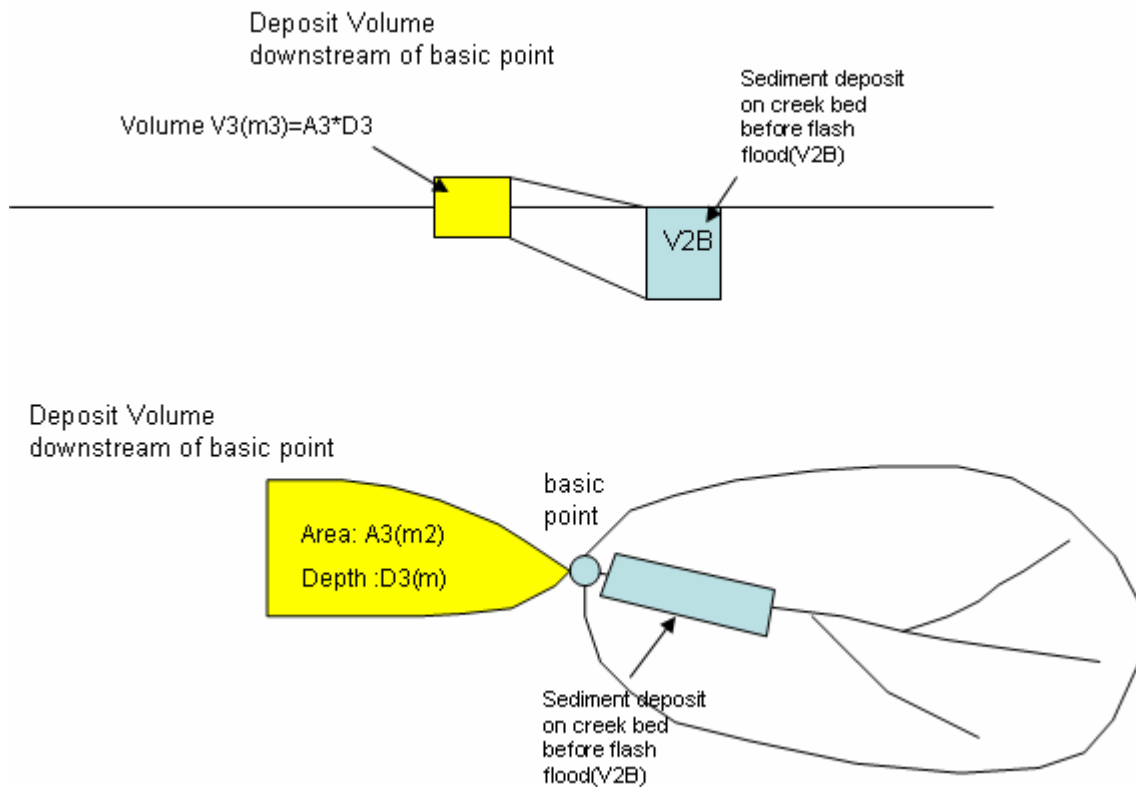 Deposit Volume
downstream of basic point
Sediment deposit
on creek bed
before flash
flood(V2B)
Volume V3(m3)=A3*D3
V2B
Deposit Volume
downstream of basic point
basic
point
Area: A3(m2)
Depth :D3(m)
Sediment deposit
on creek bed
before flash
flood(V2B)